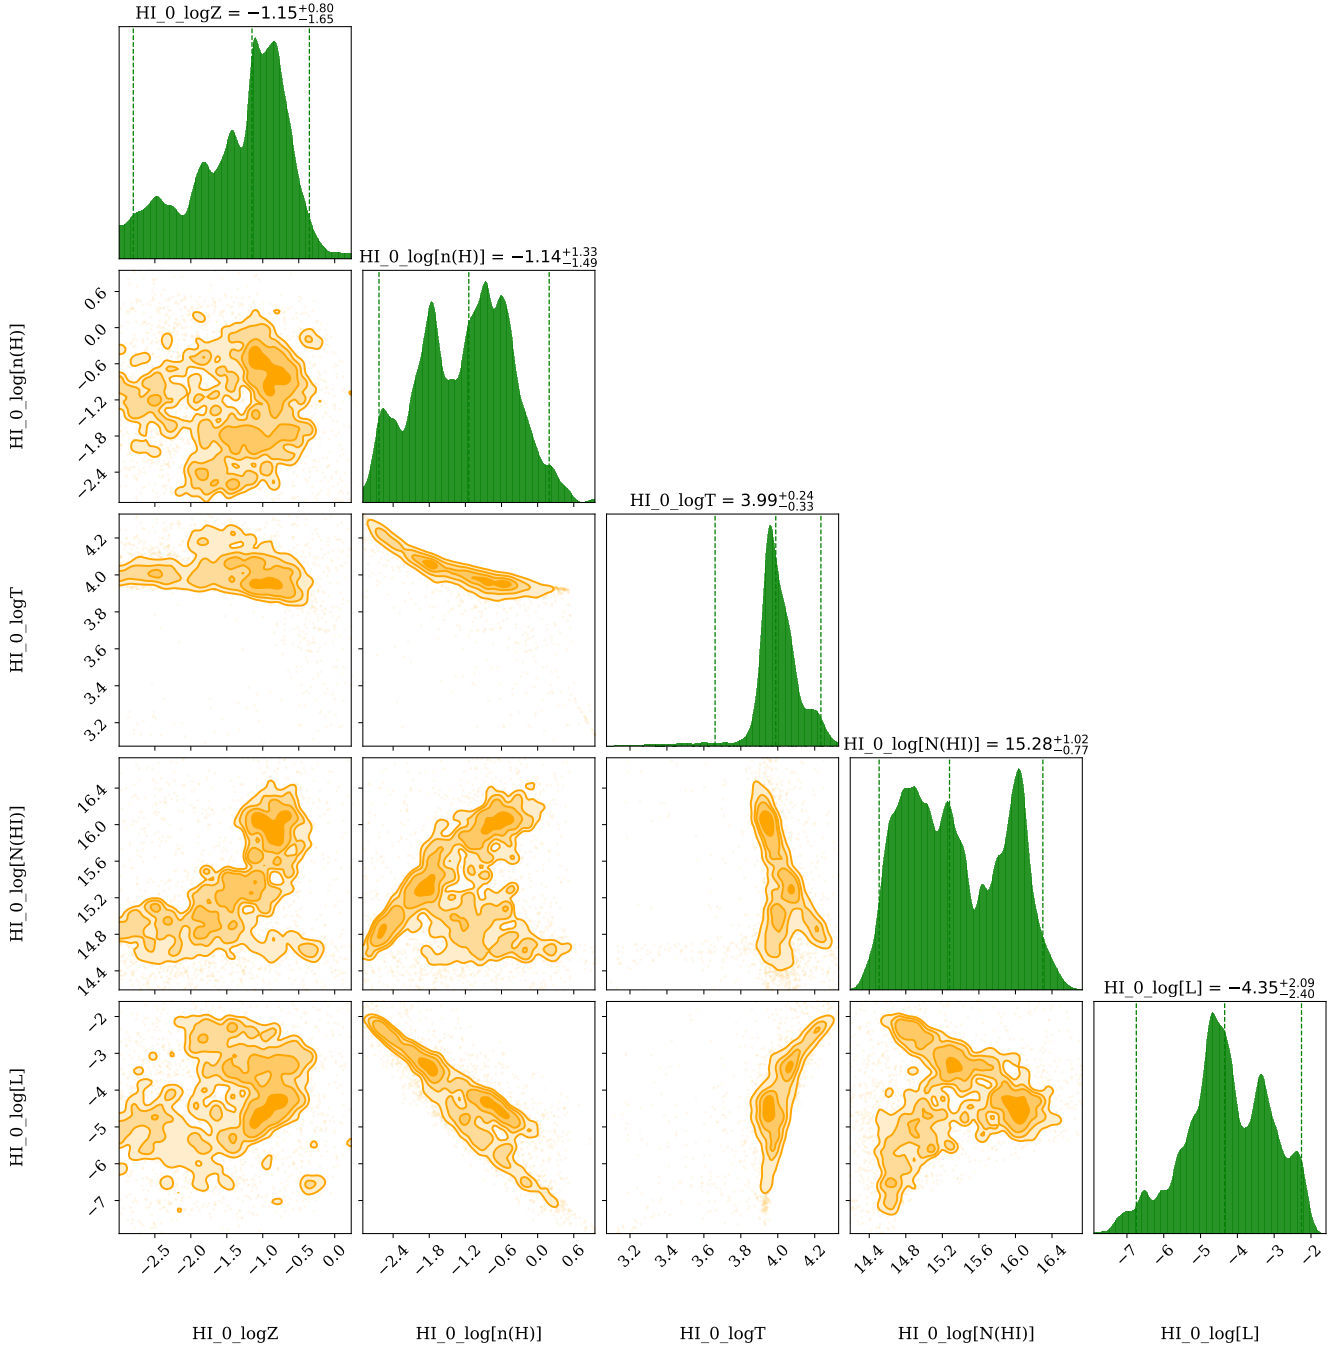 HI_0_logZ = −1.15+0.80−1.65
HI_0_log[n(H)] = −1.14+1.33−1.49
0.6
0.0
−0.6
−1.2
−1.8
−2.4
HI_0_log[n(H)]
HI_0_logT = 3.99+0.24−0.33
4.2
4.0
3.8
3.6
3.4
3.2
HI_0_logT
HI_0_log[N(HI)] = 15.28+1.02−0.77
16.4
16.0
15.6
15.2
14.8
14.4
HI_0_log[N(HI)]
HI_0_log[L] = −4.35+2.09−2.40
−2
−3
−4
−5
−6
−7
HI_0_log[L]
−2.5 −2.0 −1.5 −1.0 −0.5 0.0
−2.4 −1.8 −1.2 −0.6 0.0 0.6
3.2 3.4 3.6 3.8 4.0 4.2
14.4 14.8 15.2 15.6 16.0 16.4
−7 −6 −5 −4 −3 −2
HI_0_logZ HI_0_log[n(H)] HI_0_logT HI_0_log[N(HI)] HI_0_log[L]